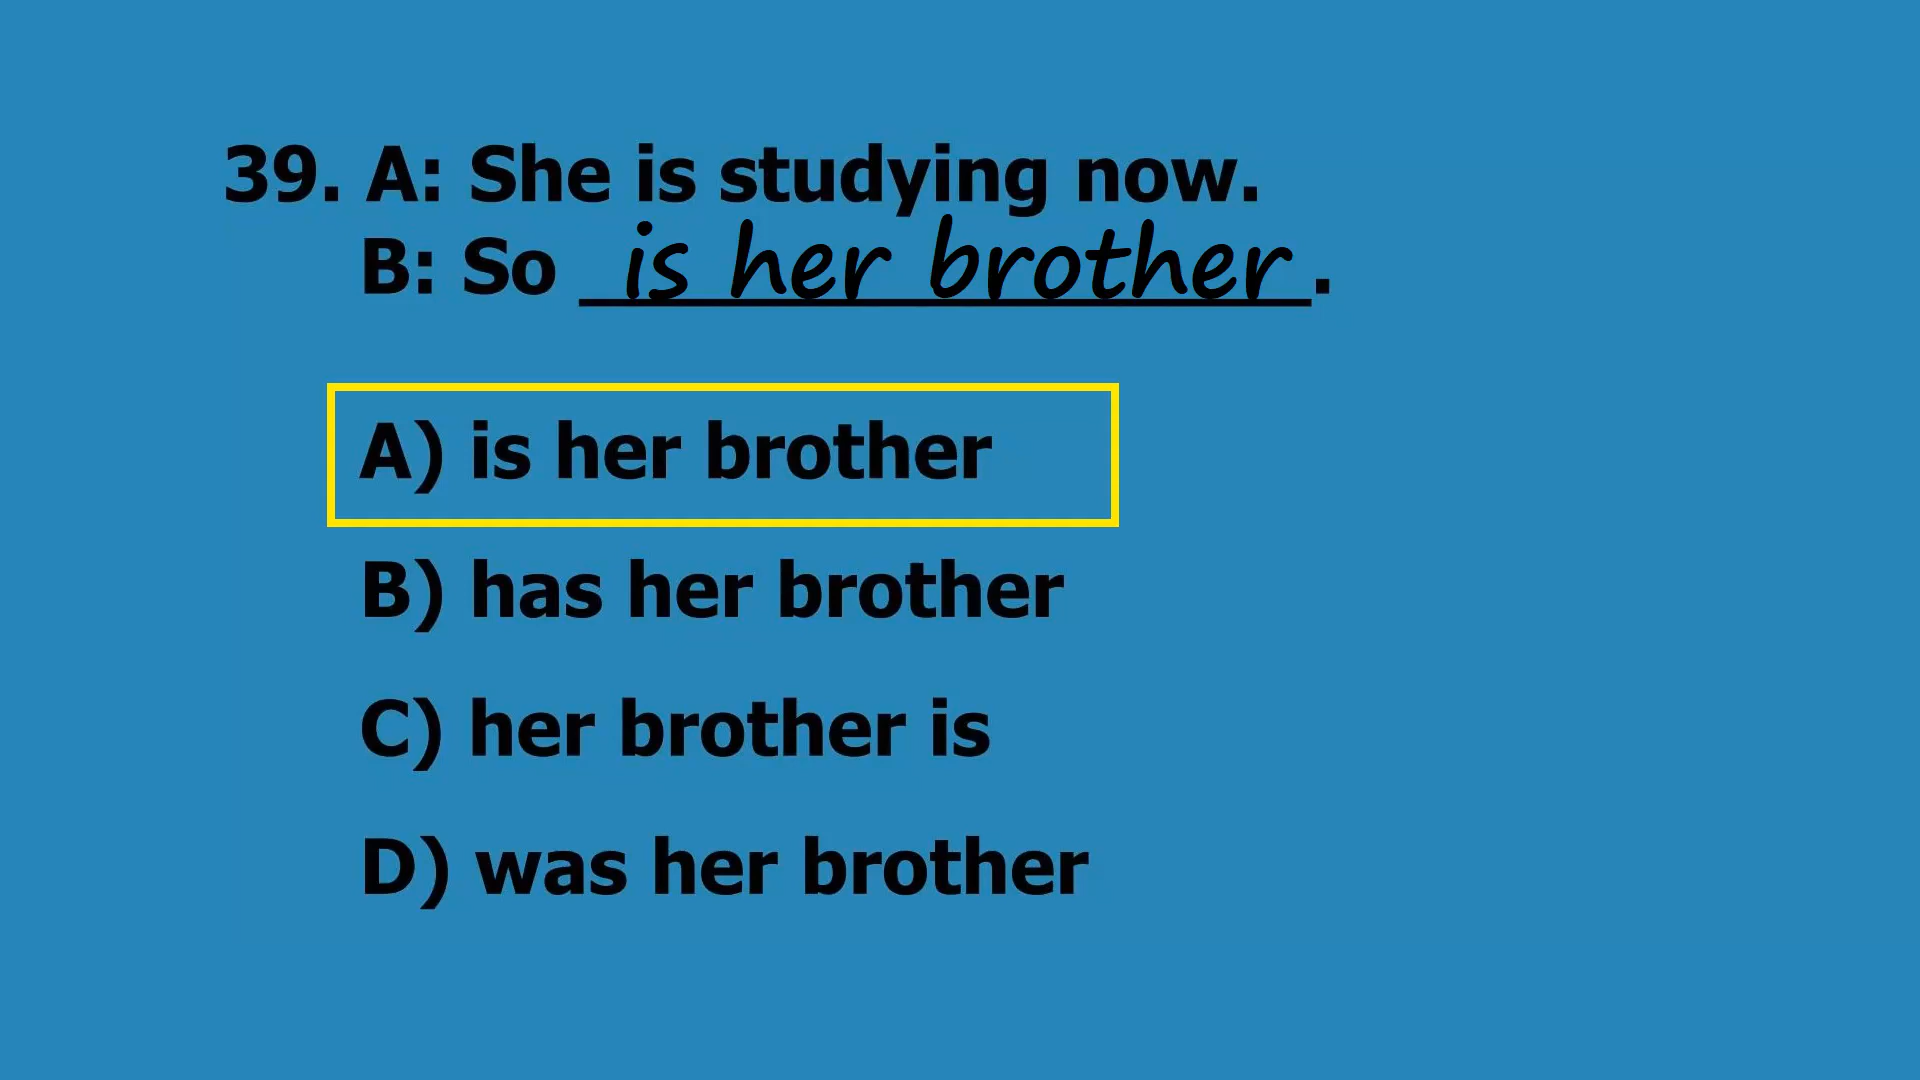 39. A: She is studying now.
B: So is her brother.
A) is her brother
B) has her brother
C) her brother is
D) was her brother